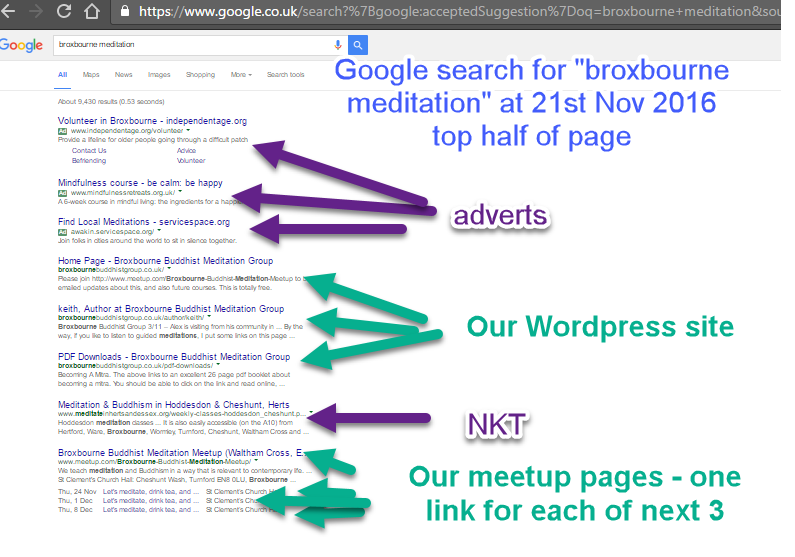 https://www.google.co.uk/search?%7Bgoogle:acceptedSuggestion%7Doq=broxbourne+meditation&sou
Google
broxbourne meditation
All Maps News Images Shopping More Search tools
About 9,430 results (0.53 seconds)
Google search for "broxbourne
meditation" at 21st Nov 2016
top half of page
Volunteer in Broxbourne - independentage.org
Ad www.independentage.org/volunteer
Provide a lifeline for older people going through a difficult patch
Contact Us Advice
Befriending Volunteer
Mindfulness course - be calm: be happy
Ad www.mindfulnessretreats.org.uk/
A 6-week course in mindful living: the ingredients for a
adverts
Find Local Meditations - servicespace.org
Ad awakin.servicespace.org/
Join folks in cities around the world to sit in silence together.
Home Page - Broxbourne Buddhist Meditation Group
broxbournebuddhistgroup.co.uk/
Please join http://www.meetup.com/Broxbourne-Buddhist-Meditation-Meetup to
emailed updates about this, and also future courses. This is totally free.
keith, Author at Broxbourne Buddhist Meditation Group
broxbournebuddhistgroup.co.uk/author/keith/
Broxbourne Buddhist Group 3/11 – Alex is visiting from his community in ... By the
way, if you like to listen to guided meditations, I put some links on this page ...
Our Wordpress site
PDF Downloads - Broxbourne Buddhist Meditation Group
broxbournebuddhistgroup.co.uk/pdf-downloads/
Becoming A Mitra. The above links to an excellent 26 page pdf booklet about
becoming a mitra. You should be able to click on the link and read online, ...
Meditation & Buddhism in Hoddesdon & Cheshunt, Herts
www.meditateinhertsandessex.org/weekly-classes-hoddesdon_cheshunt.p...
Hoddesdon meditation classes ... It is also easily accessible (on the A10) from
Hertford, Ware, Broxbourne, Wormley, Turnford, Cheshunt, Waltham Cross and ...
NKT
Broxbourne Buddhist Meditation Meetup (Waltham Cross, E...
www.meetup.com/Broxbourne-Buddhist-Meditation-Meetup/
We teach meditation and Buddhism in a way that is relevant to contemporary life. ...
St Clement's Church Hall. Cheshunt Wash, Turnford EN8 0LU, Broxbourne ...
Thu, 24 Nov Let's meditate, drink tea, and ... St Clement's Church
Thu, 1 Dec Let's meditate, drink tea, and ... St Clement's Church
Thu, 8 Dec Let's meditate, drink tea, and ... St Clement's Church
Our meetup pages - one
link for each of next 3